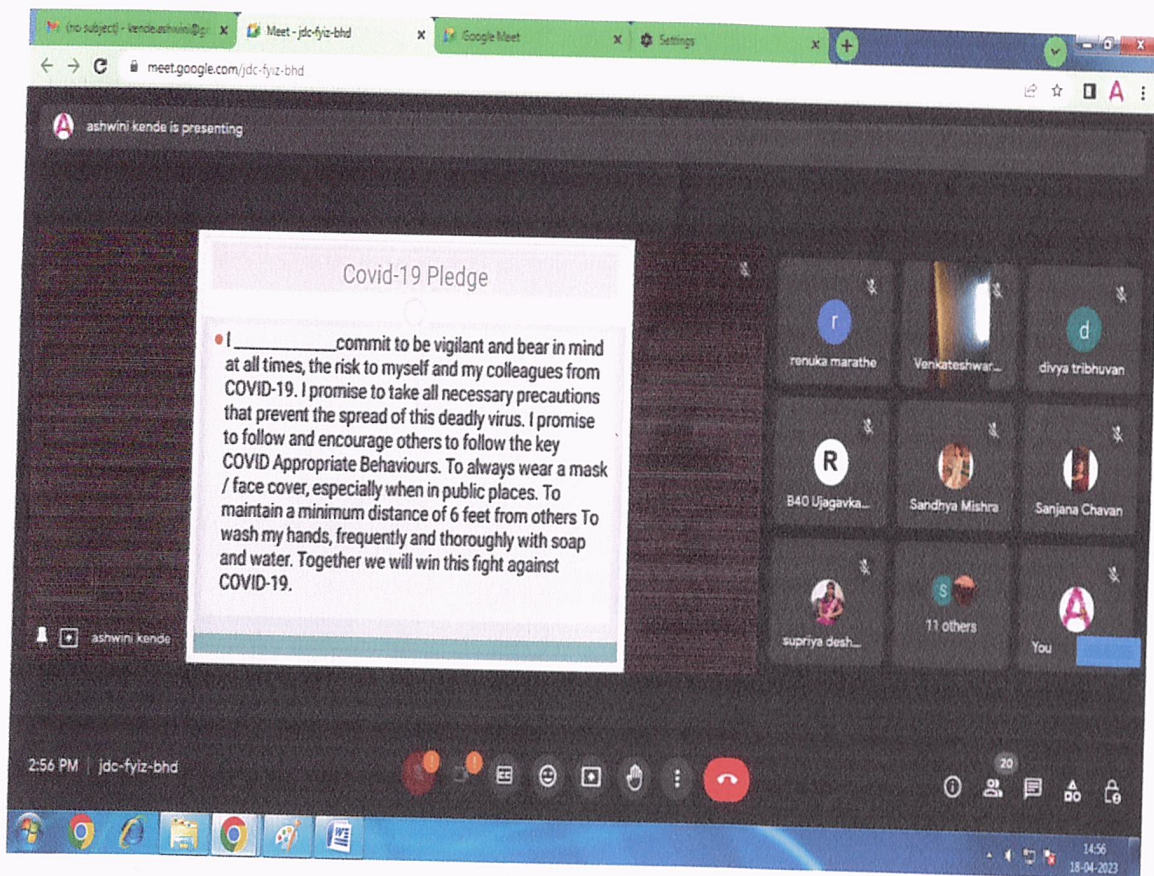 (no subject) - kende.ashwini@g
Meet - jdc-fyiz-bhd
Google Meet
Settings
meet.google.com/jdc-fyiz-bhd
A
A
ashwini kende is presenting
Covid-19 Pledge
I ____________commit to be vigilant and bear in mind
at all times, the risk to myself and my colleagues from
COVID-19. I promise to take all necessary precautions
that prevent the spread of this deadly virus. I promise
to follow and encourage others to follow the key
COVID Appropriate Behaviours. To always wear a mask
/ face cover, especially when in public places. To
maintain a minimum distance of 6 feet from others To
wash my hands, frequently and thoroughly with soap
and water. Together we will win this fight against
COVID-19.
ashwini kende
r
renuka marathe
Venkateshwar...
d
divya tribhuvan
R
B40 Ujagavka...
Sandhya Mishra
Sanjana Chavan
supriya desh...
S
11 others
A
You
2:56 PM | jdc-fyiz-bhd
20
14:56
18-04-2023